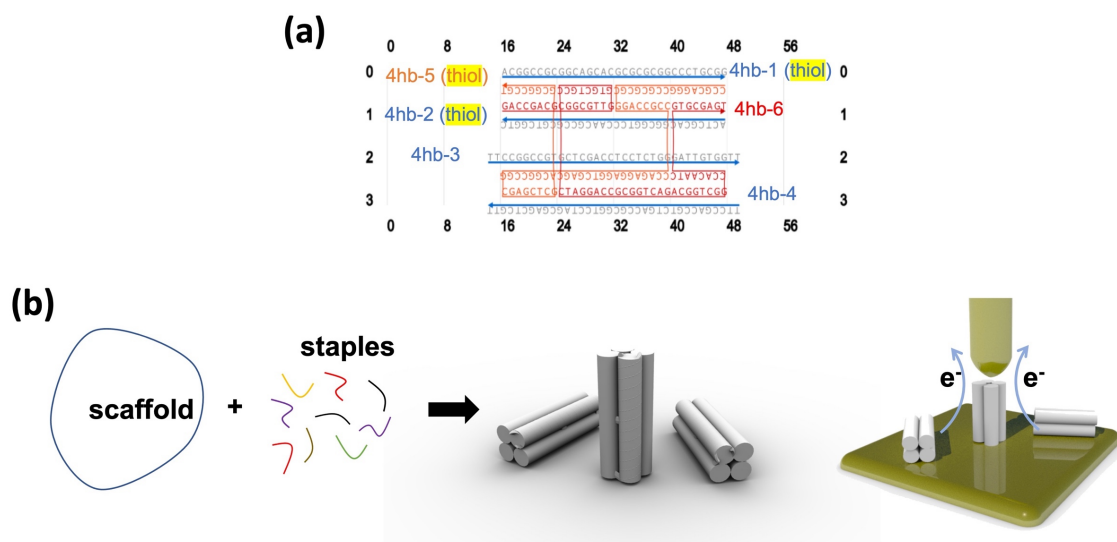 (a)
0 8 16 24 32 40 48 56
0 ACGGCCGCGGCAGCACGCGCGCGGCCCTGCGG 0
4hb-5 (thiol) 4hb-1 (thiol)
1 GACCGACGCGGCGTTGGGACCGCCGTGCGAGT 1
4hb-2 (thiol) 4hb-6
2 TTCCGGCCGTGCTCGACCTCCTCTGGGATTGTGGTT 2
4hb-3
3 CGAGCTCGCTAGGACCGCGGTCAGACGGTCGG 3
4hb-4
0 8 16 24 32 40 48 56
(b)
scaffold
+
staples
e-
e-